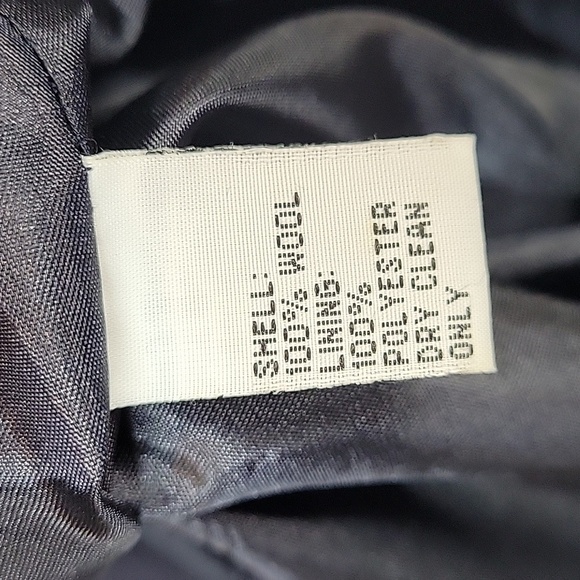 SHELL:
100% WOOL
LINING:
100%
POLYESTER
DRY CLEAN
ONLY